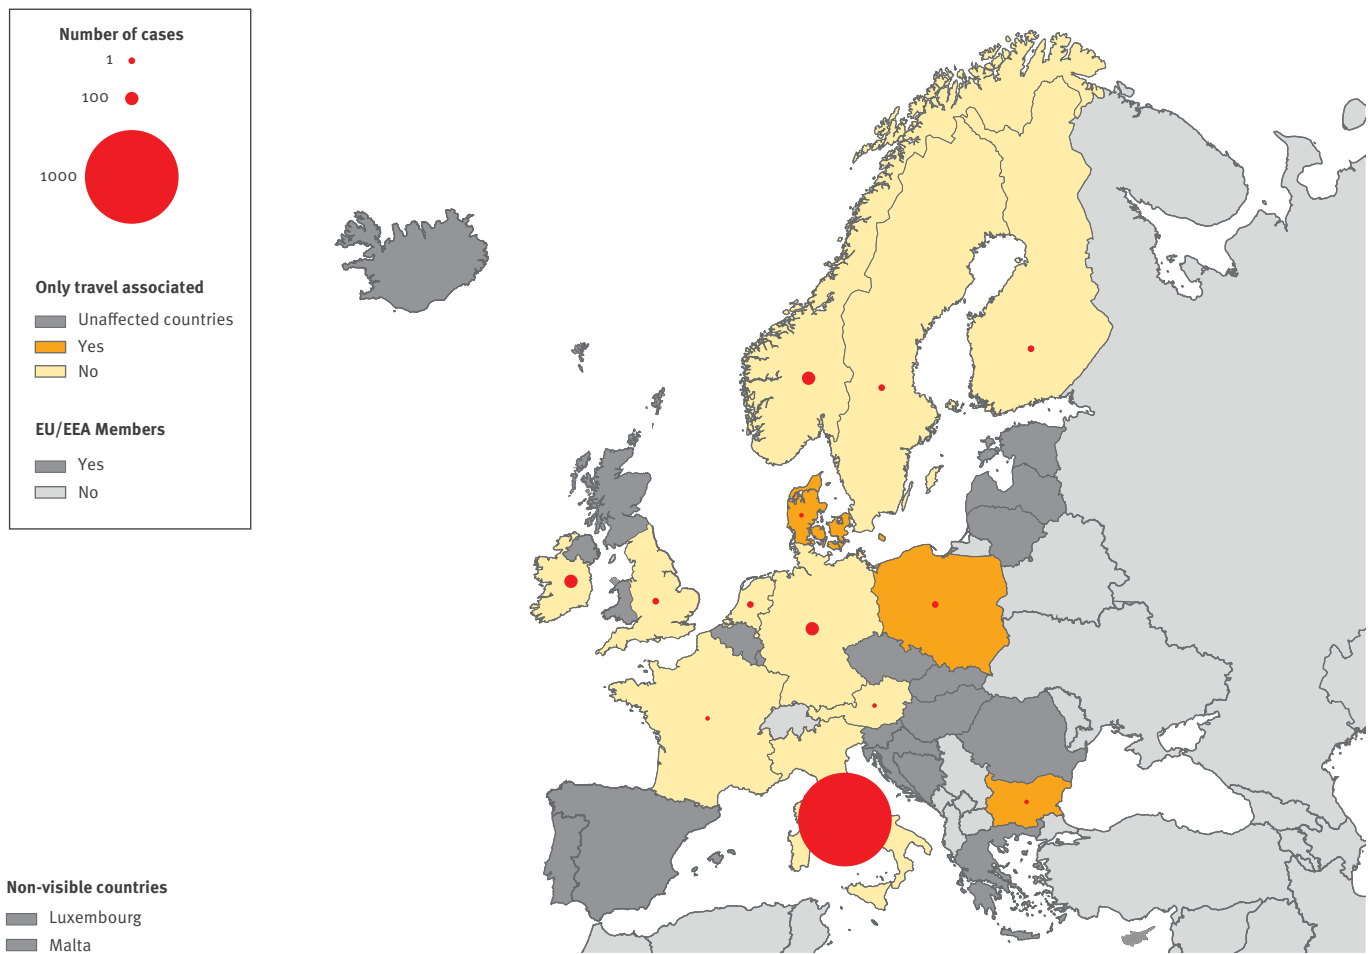 Number of cases
1
100
1000
Only travel associated
Unaffected countries
Yes
No
EU/EEA Members
Yes
No
Non-visible countries
Luxembourg
Malta